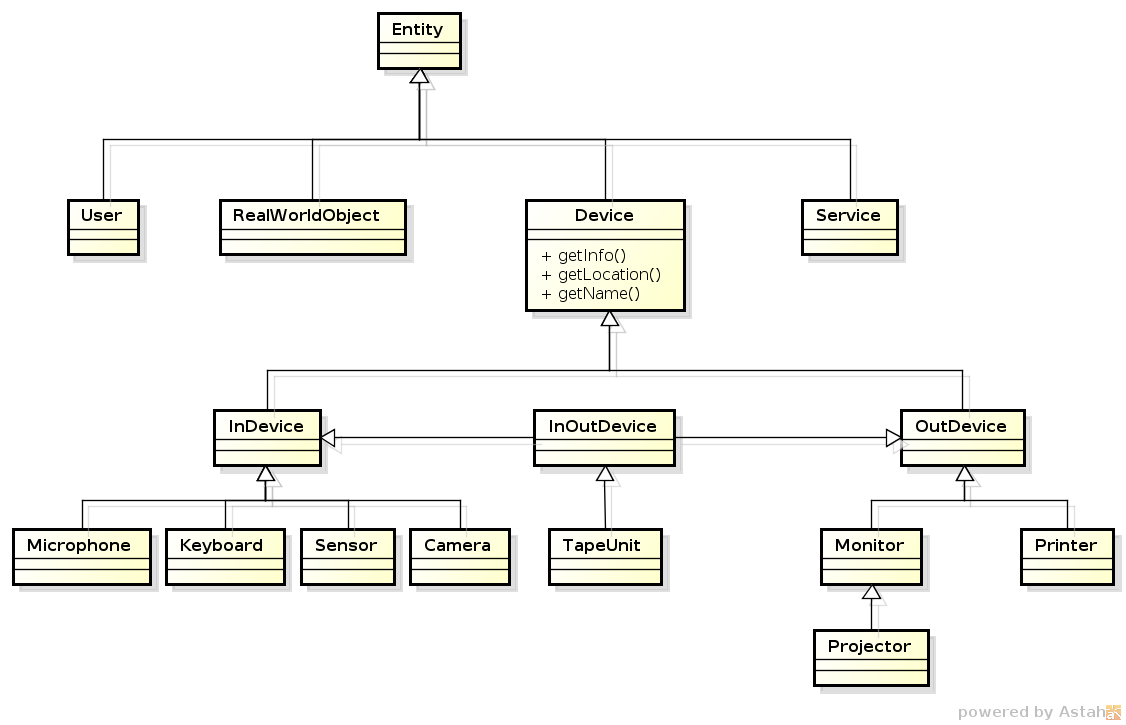 Entity
User
RealWorldObject
Device
Service
+ getInfo()
+ getLocation()
+ getName()
InDevice
InOutDevice
OutDevice
Microphone
Keyboard
Sensor
Camera
TapeUnit
Monitor
Printer
Projector
powered by Astah